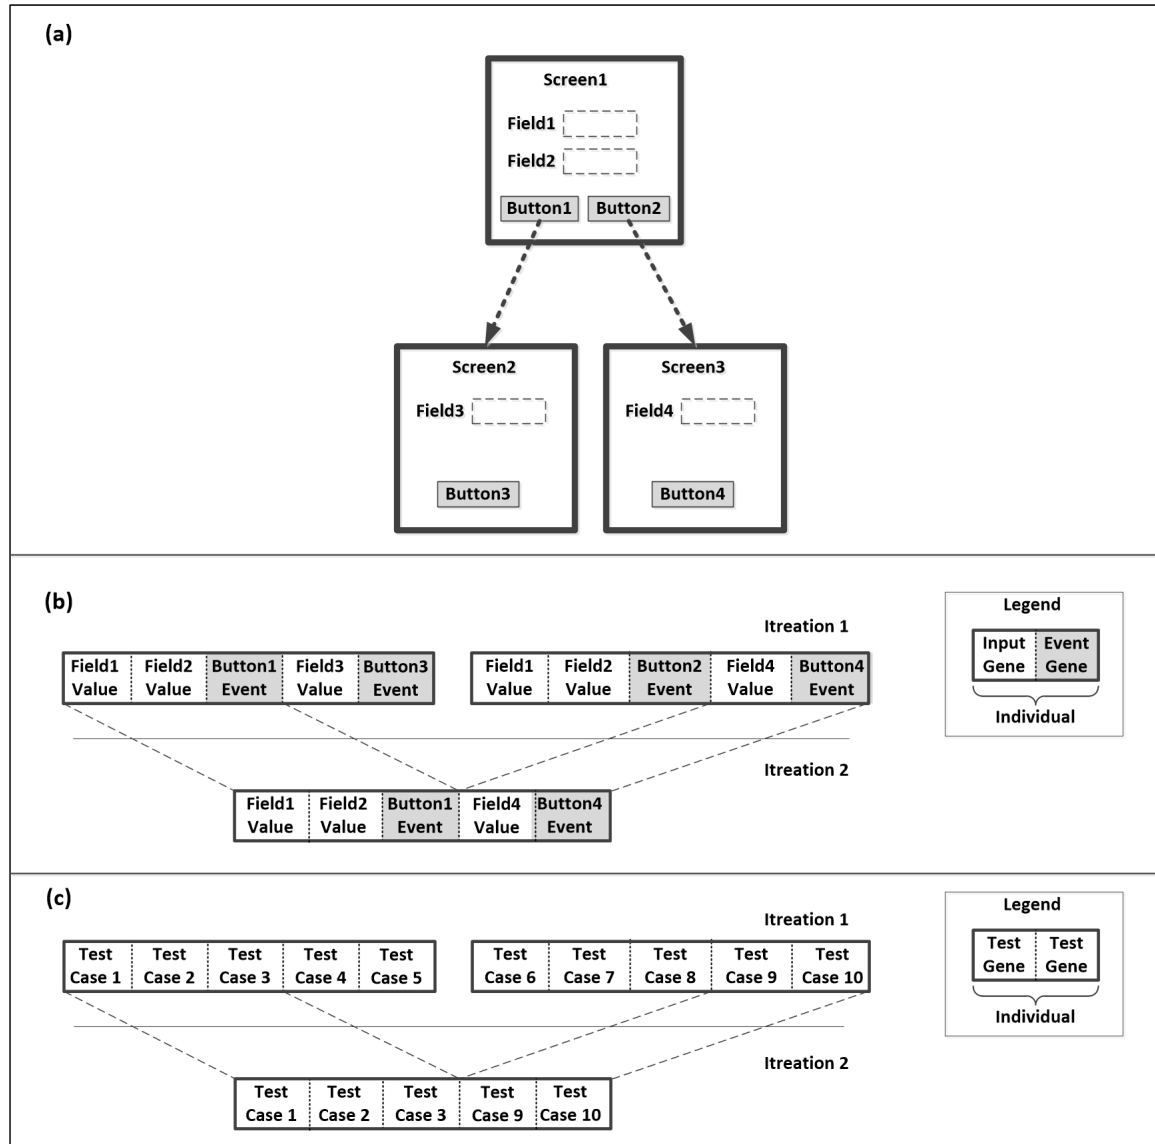 (a)
Screen1
Field1
Field2
Button1 Button2
Screen2
Field3
Button3
Screen3
Field4
Button4
(b)
Itreation 1
Field1 Field2 Button1 Field3 Button3
Value Value Event Value Event
Field1 Field2 Button2 Field4 Button4
Value Value Event Value Event
Itreation 2
Field1 Field2 Button1 Field4 Button4
Value Value Event Value Event
Legend
Input Event
Gene Gene
Individual
(c)
Itreation 1
Test Test Test Test Test
Case 1 Case 2 Case 3 Case 4 Case 5
Test Test Test Test Test
Case 6 Case 7 Case 8 Case 9 Case 10
Itreation 2
Test Test Test Test Test
Case 1 Case 2 Case 3 Case 9 Case 10
Legend
Test Test
Gene Gene
Individual